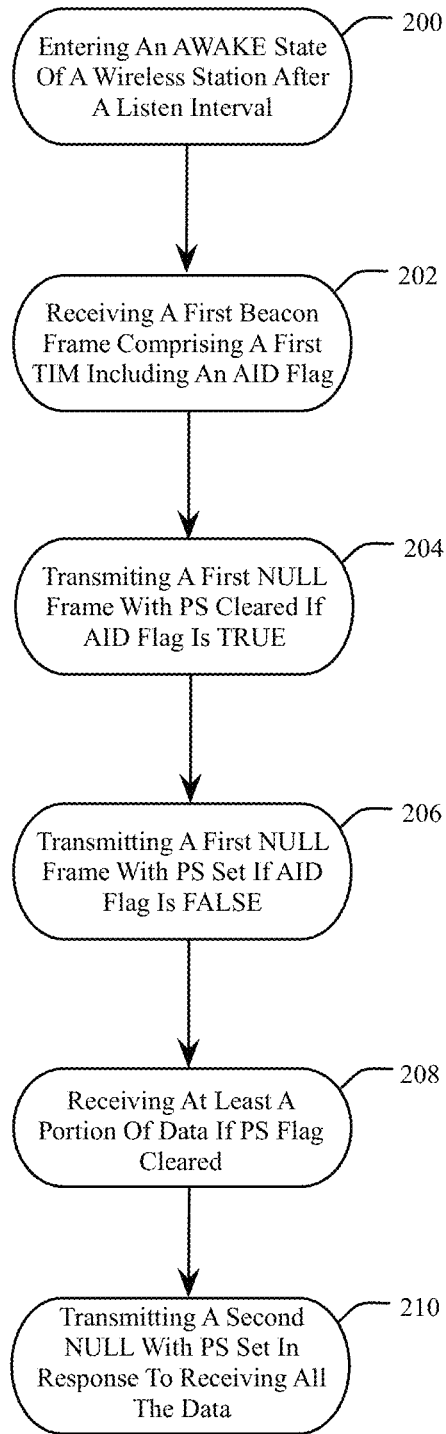 Entering An AWAKE State
Of A Wireless Station After
A Listen Interval
200
Receiving A First Beacon
Frame Comprising A First
TIM Including An AID Flag
202
Transmiting A First NULL
Frame With PS Cleared If
AID Flag Is TRUE
204
Transmitting A First NULL
Frame With PS Set If AID
Flag Is FALSE
206
Receiving At Least A
Portion Of Data If PS Flag
Cleared
208
Transmitting A Second
NULL With PS Set In
Response To Receiving All
The Data
210